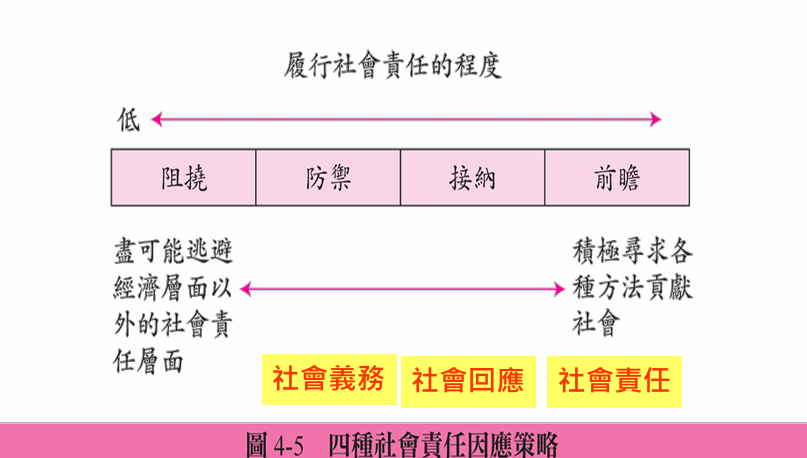 履行社會責任的程度
低
阻撓 防禦 接納 前瞻
盡可能逃避
經濟層面以
外的社會責
任層面
積極尋求各
種方法貢獻
社會
社會義務 社會回應 社會責任
圖 4-5 四種社會責任因應策略